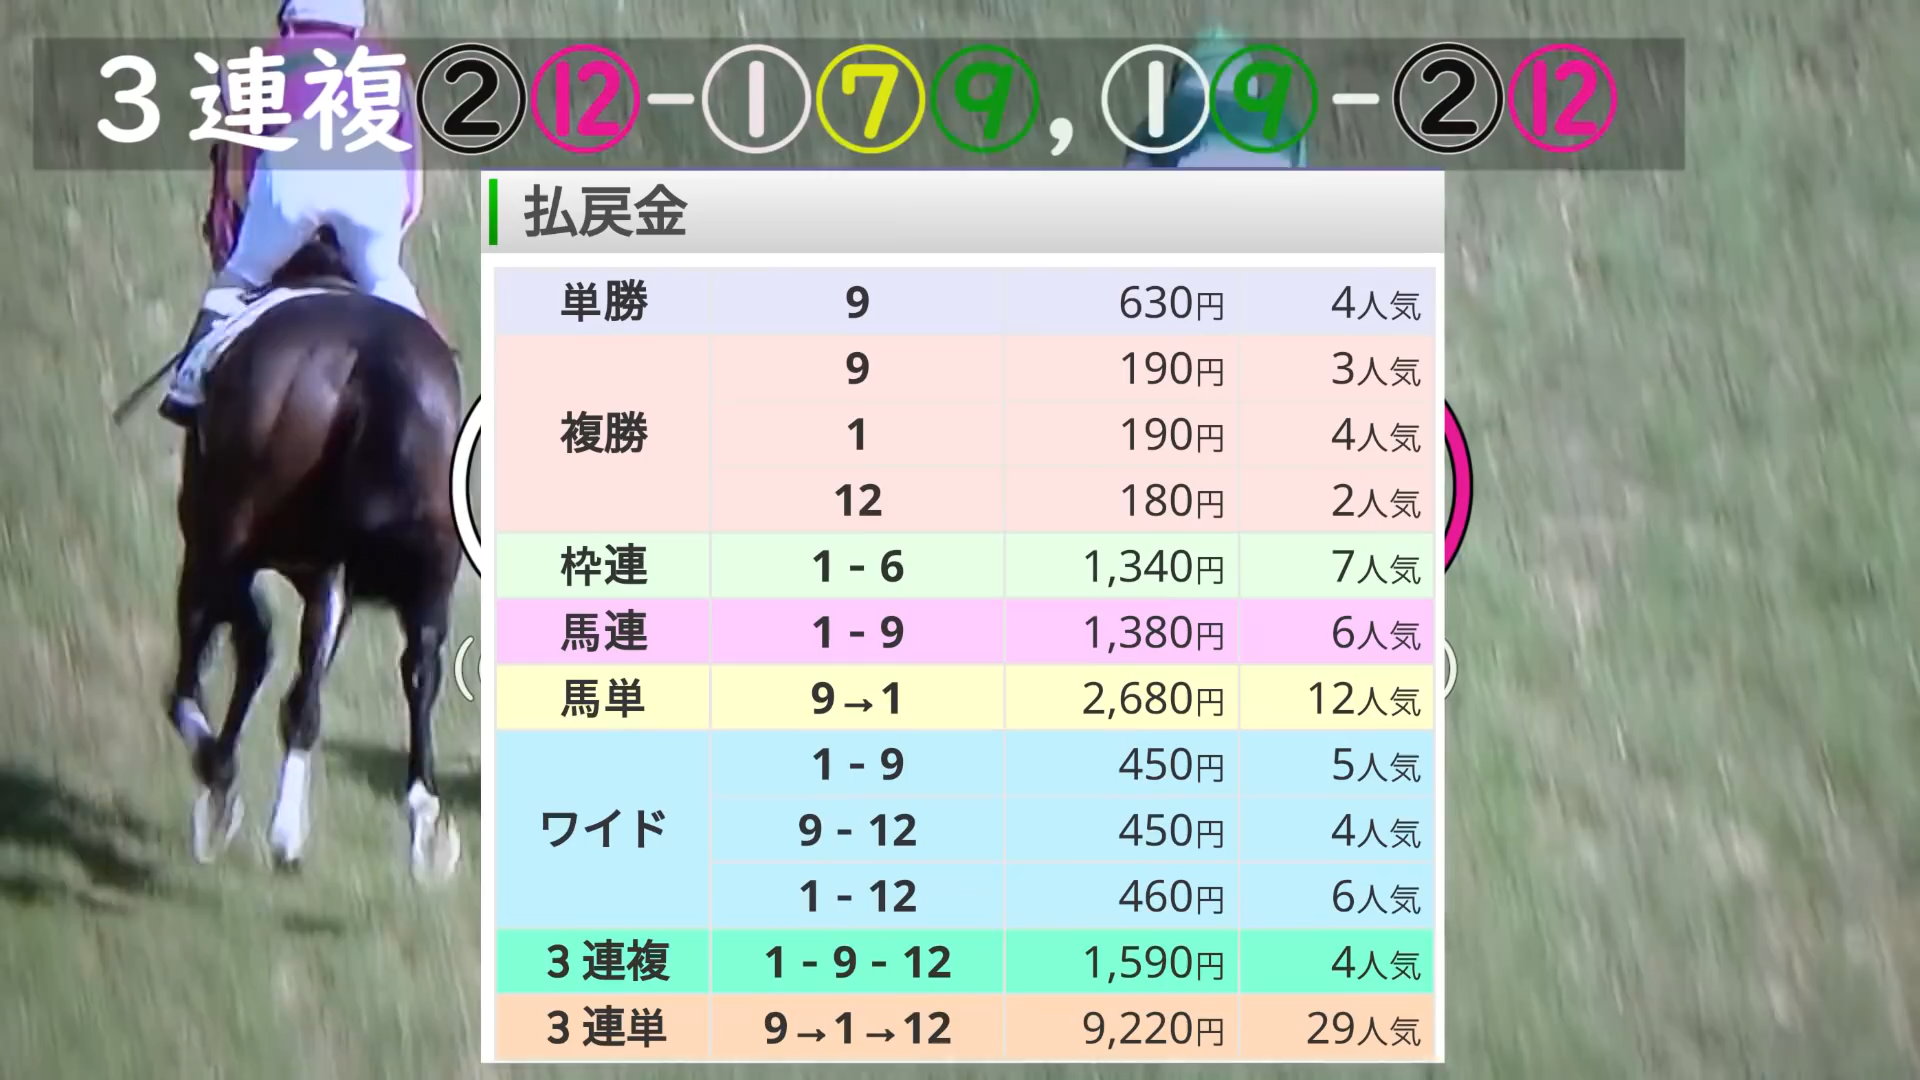 ３連複②⑫-①⑦⑨,①⑨-②⑫
払戻金
単勝 9 630円 4人気
複勝 9 190円 3人気
1 190円 4人気
12 180円 2人気
枠連 1 - 6 1,340円 7人気
馬連 1 - 9 1,380円 6人気
馬単 9→1 2,680円 12人気
ワイド 1 - 9 450円 5人気
9 - 12 450円 4人気
1 - 12 460円 6人気
３連複 1 - 9 - 12 1,590円 4人気
３連単 9→1→12 9,220円 29人気